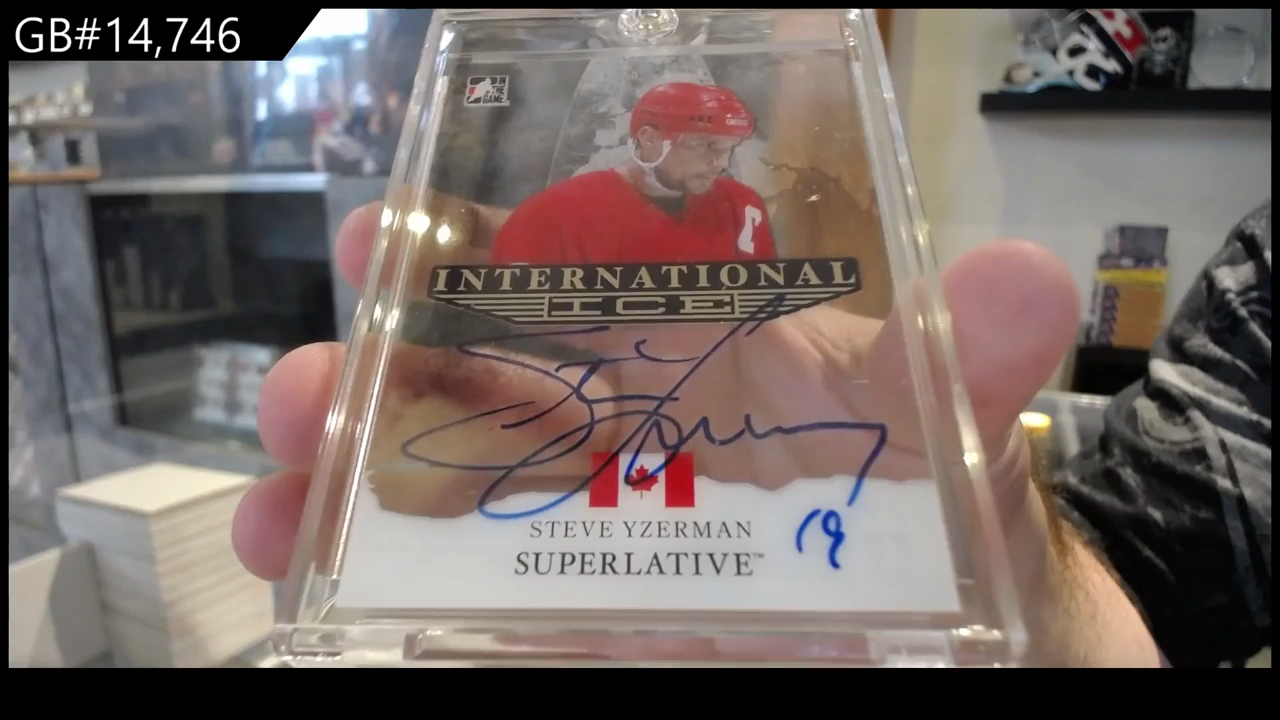 GB#14,746
IN
THE
GAME
INTERNATIONAL
ICE
STEVE YZERMAN
SUPERLATIVE™
19